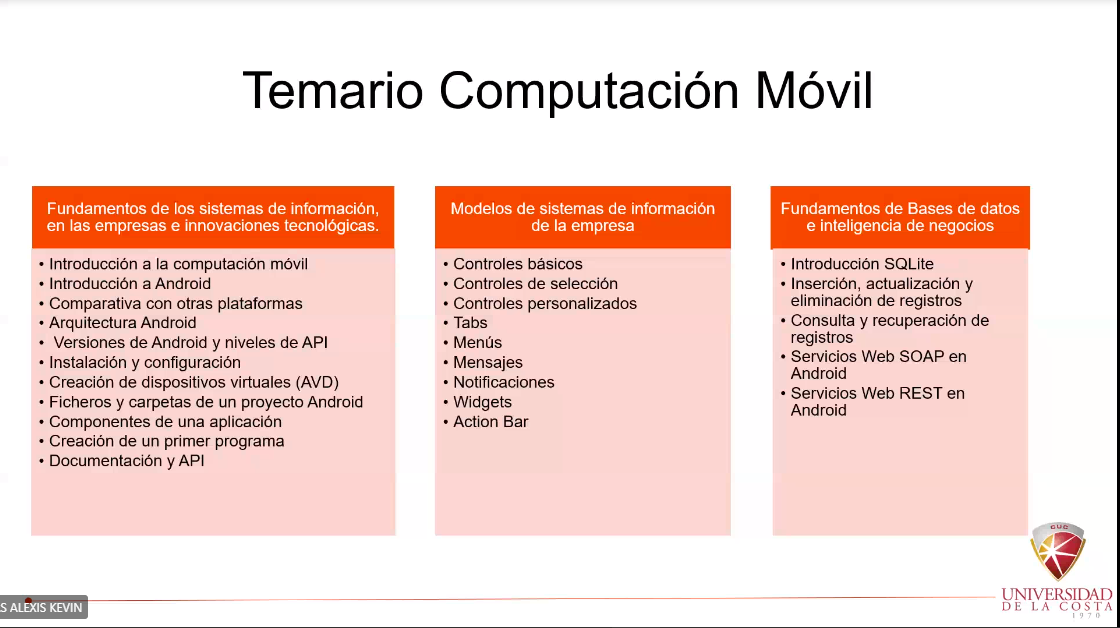 Temario Computación Móvil
Fundamentos de los sistemas de información,
en las empresas e innovaciones tecnológicas.
• Introducción a la computación móvil
• Introducción a Android
• Comparativa con otras plataformas
• Arquitectura Android
• Versiones de Android y niveles de API
• Instalación y configuración
• Creación de dispositivos virtuales (AVD)
• Ficheros y carpetas de un proyecto Android
• Componentes de una aplicación
• Creación de un primer programa
• Documentación y API
Modelos de sistemas de información
de la empresa
• Controles básicos
• Controles de selección
• Controles personalizados
• Tabs
• Menús
• Mensajes
• Notificaciones
• Widgets
• Action Bar
Fundamentos de Bases de datos
e inteligencia de negocios
• Introducción SQLite
• Inserción, actualización y
eliminación de registros
• Consulta y recuperación de
registros
• Servicios Web SOAP en
Android
• Servicios Web REST en
Android
S ALEXIS KEVIN
CUC
UNIVERSIDAD
DE LA COSTA
1970